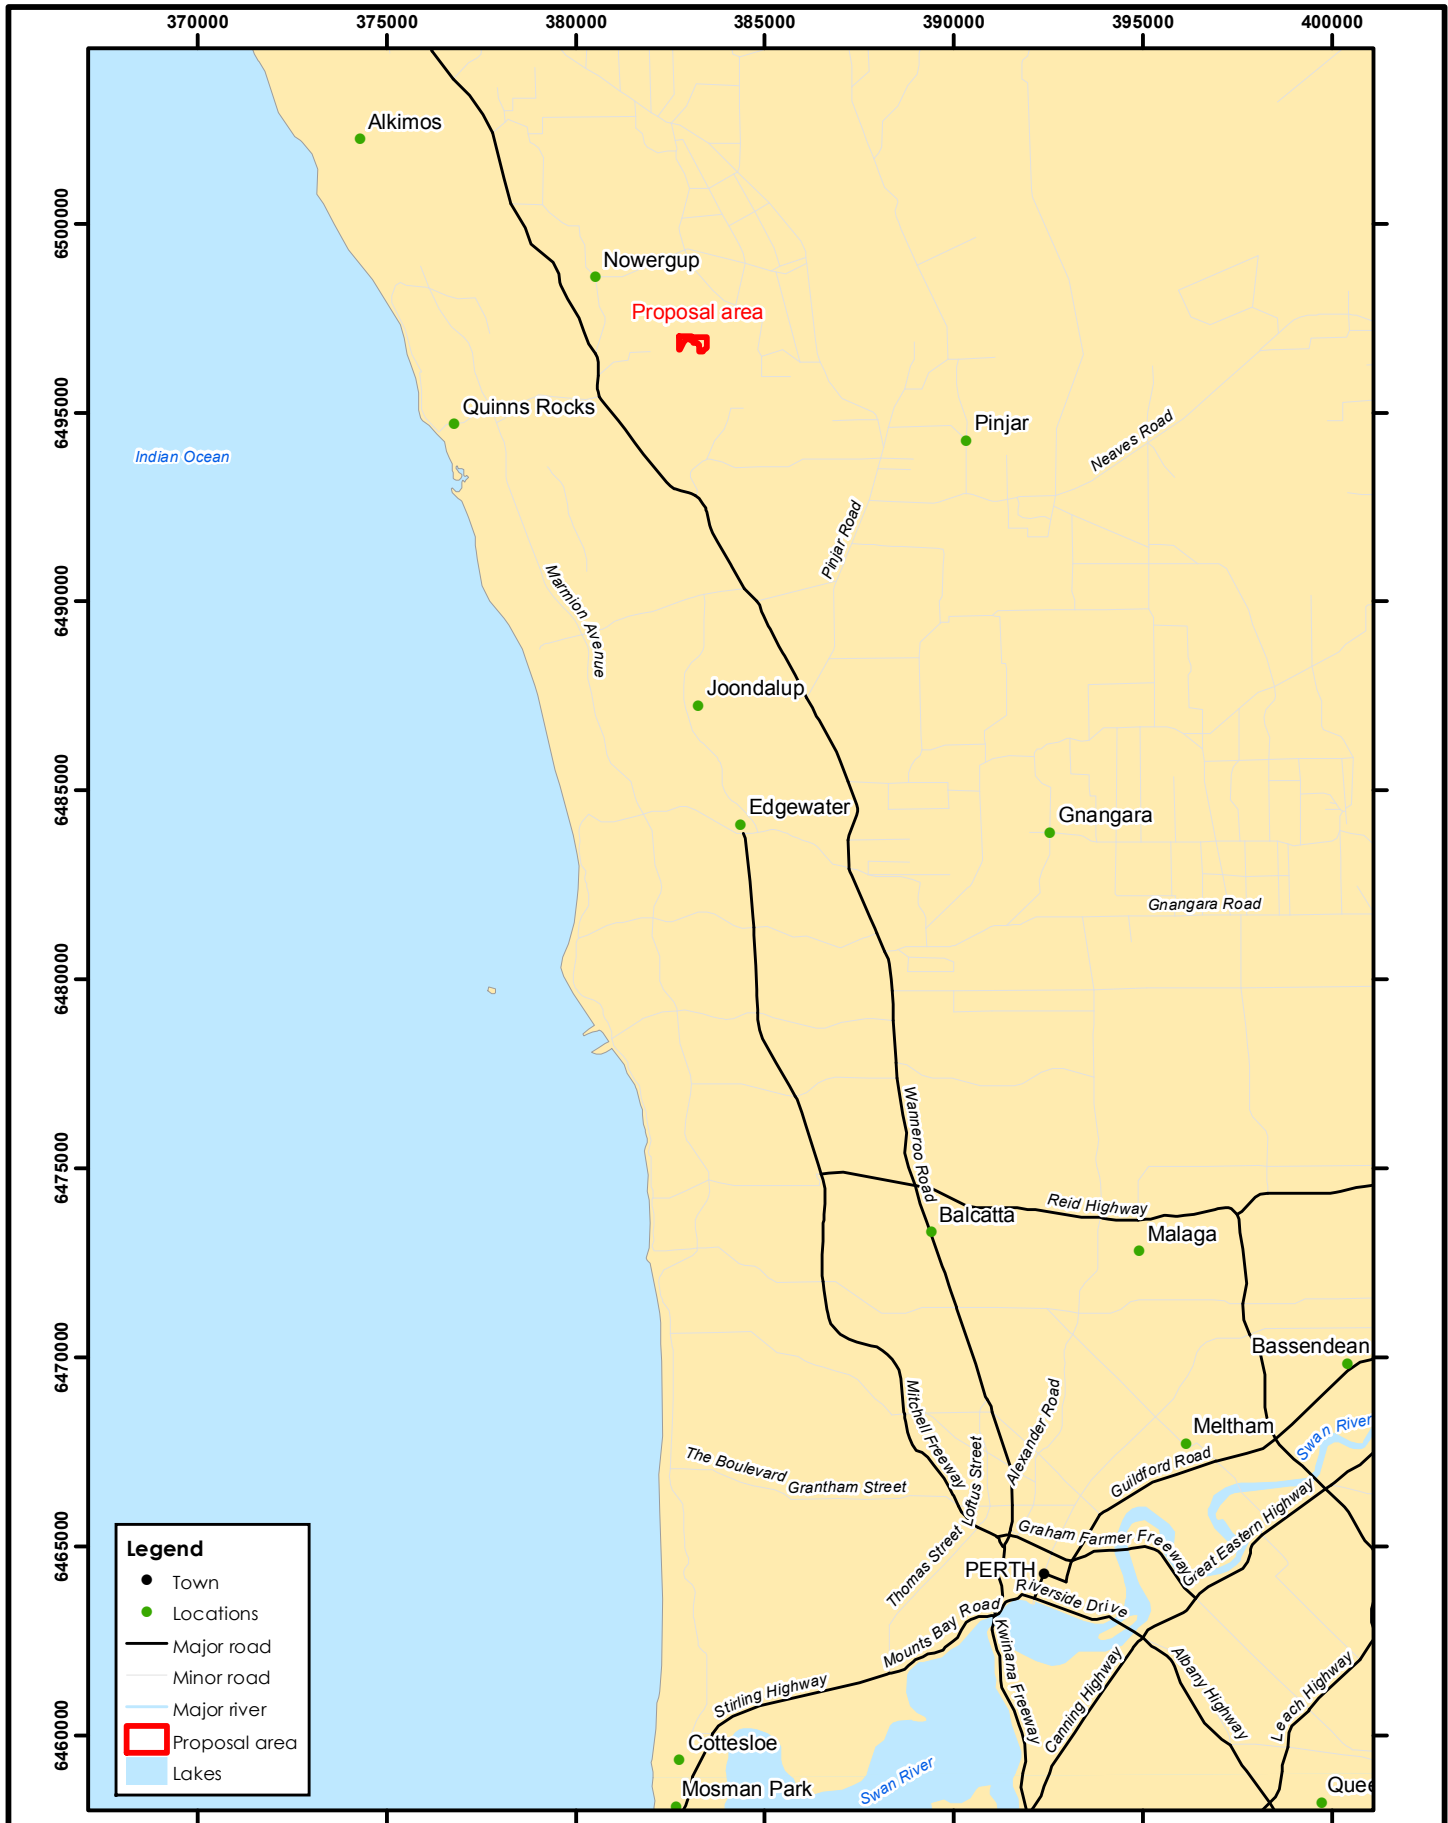 370000
375000
380000
385000
390000
395000
400000
Alkimos
6500000
Nowergup
Proposal area
Quinns Rocks
6495000
Pinjar
Neaves Road
Indian Ocean
Pinjar Road
6490000
Marmion Avenue
Joondalup
6485000
Edgewater
Gnangara
Gnangara Road
6480000
Wanneroo Road
6475000
Reid Highway
Balcatta
Malaga
6470000
Bassendean
Mitchell Freeway
Alexander Road
Meltham
Swan River
The Boulevard
Grantham Street
Loftus Street
Guildford Road
6465000
Graham Farmer Freeway
Great Eastern Highway
Thomas Street
PERTH
Riverside Drive
Mounts Bay Road
Kwinana Freeway
Canning Highway
Albany Highway
Leach Highway
Stirling Highway
6460000
Cottesloe
Mosman Park
Swan River
Quee
Legend
Town
Locations
Major road
Minor road
Major river
Proposal area
Lakes